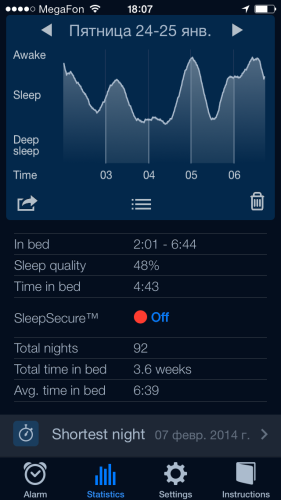 MegaFon 18:07
Пятница 24-25 янв.
Awake
Sleep
Deep
sleep
Time 03 04 05 06
In bed 2:01 - 6:44
Sleep quality 48%
Time in bed 4:43
SleepSecure™ Off
Total nights 92
Total time in bed 3.6 weeks
Avg. time in bed 6:39
Shortest night 07 февр. 2014 г.
Alarm Statistics Settings Instructions